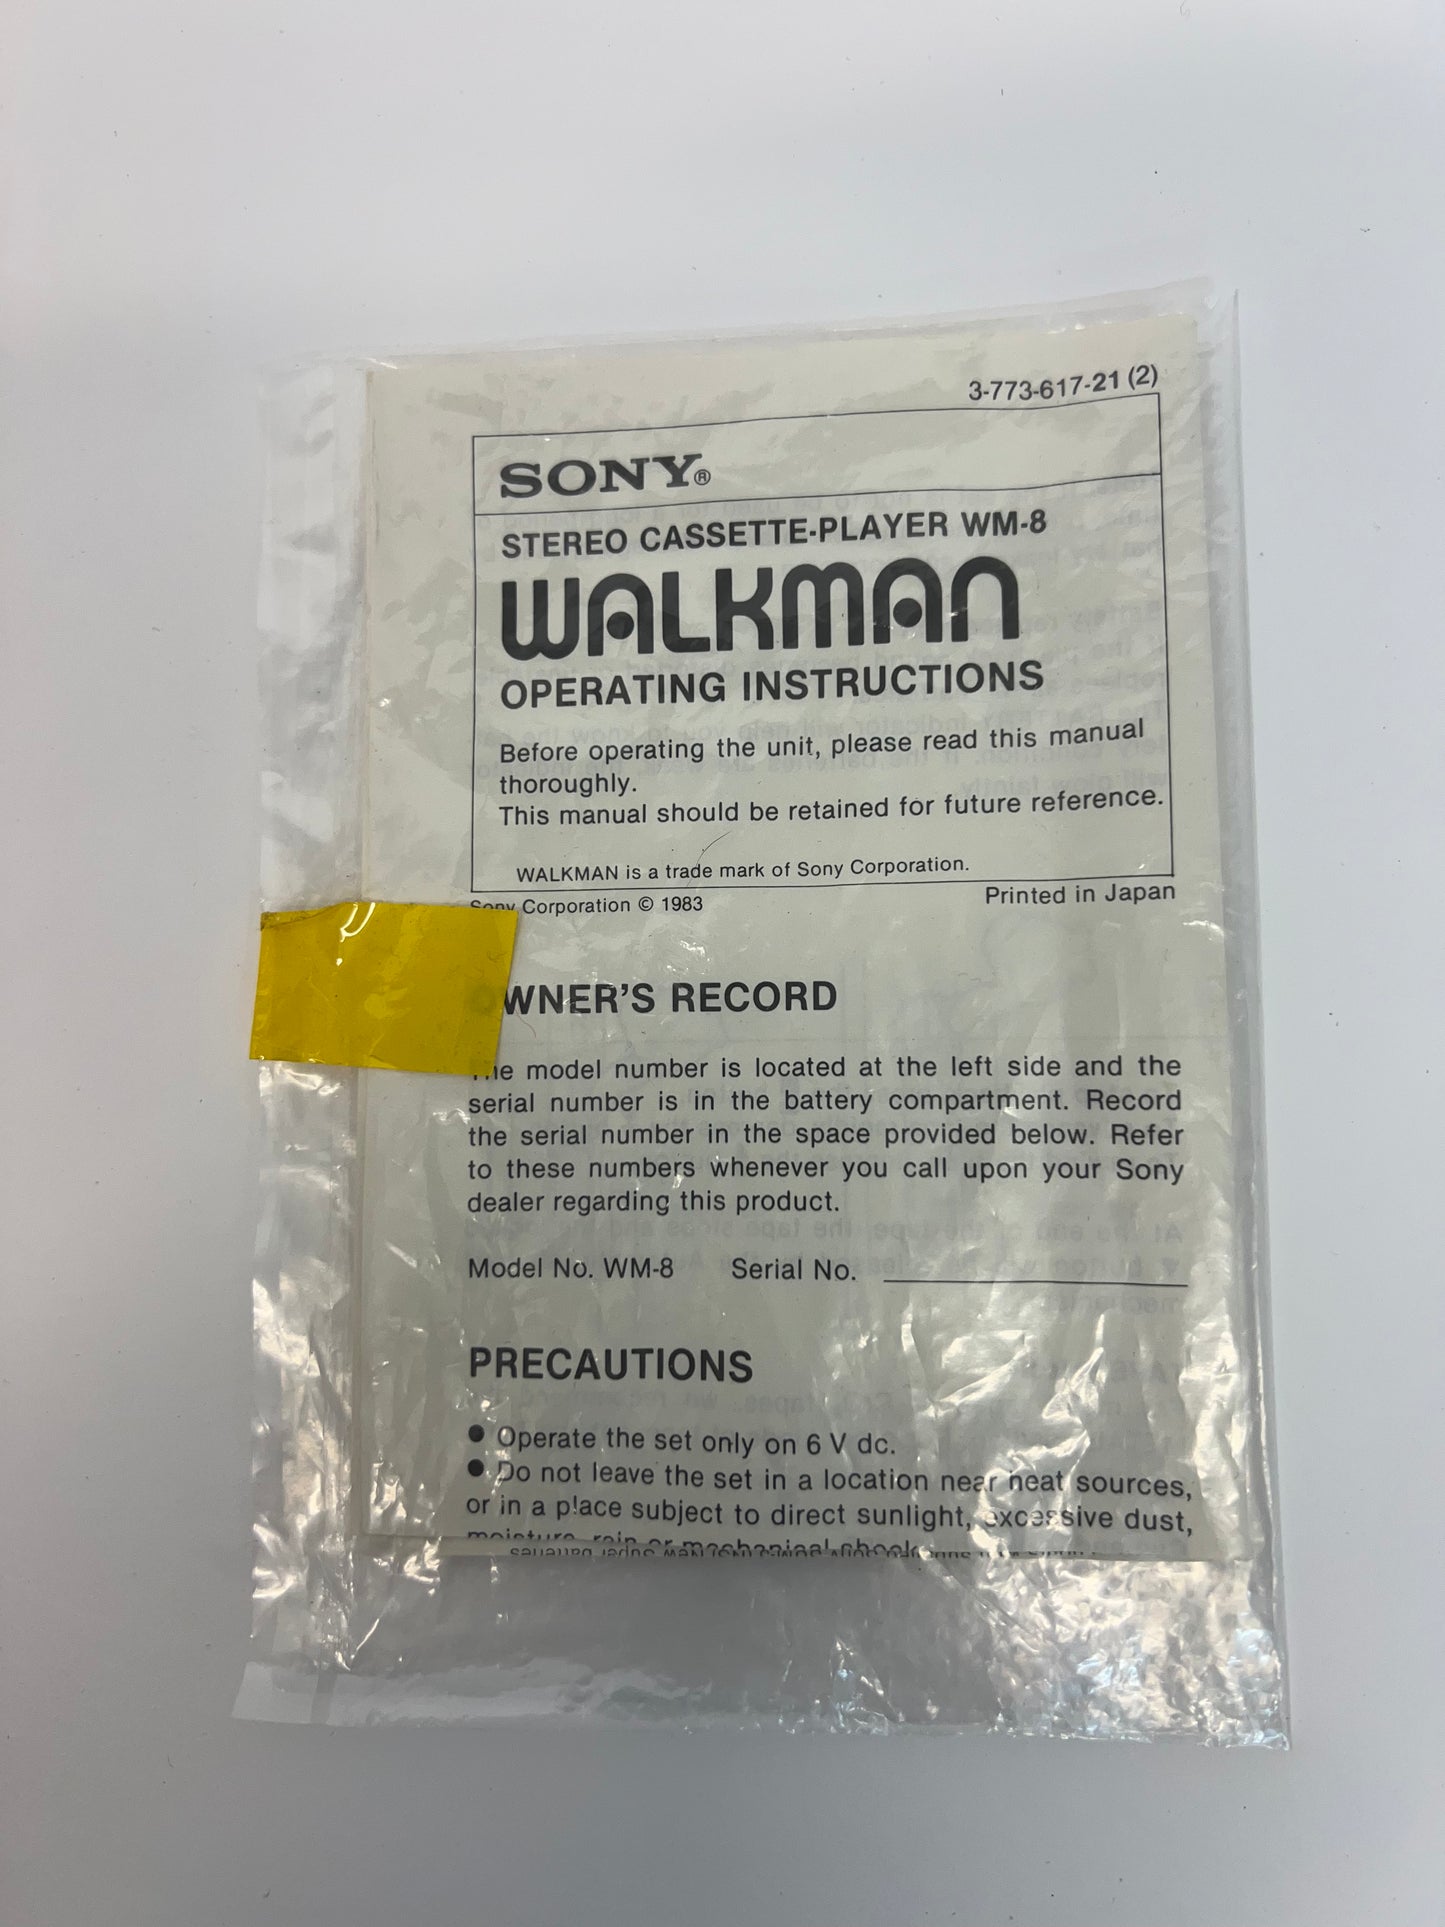 3-773-617-21 (2)
SONY®
STEREO CASSETTE-PLAYER WM-8
WALKMAN
OPERATING INSTRUCTIONS
Before operating the unit, please read this manual
thoroughly.
This manual should be retained for future reference.
WALKMAN is a trade mark of Sony Corporation.
Sony Corporation © 1983
Printed in Japan
OWNER'S RECORD
The model number is located at the left side and the
serial number is in the battery compartment. Record
the serial number in the space provided below. Refer
to these numbers whenever you call upon your Sony
dealer regarding this product.
Model No. WM-8 Serial No.
PRECAUTIONS
● Operate the set only on 6 V dc.
● Do not leave the set in a location near heat sources,
or in a place subject to direct sunlight, excessive dust,
moisture, rain or mechanical shock